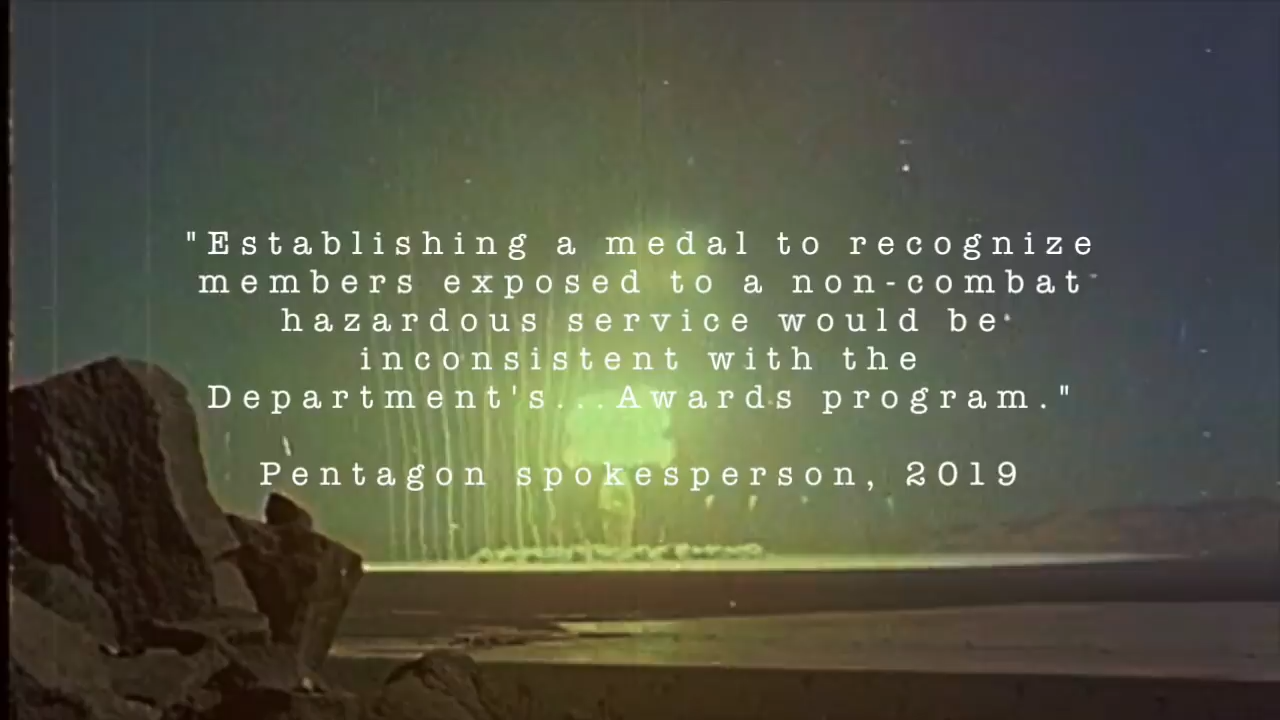 "Establishing a medal to recognize
members exposed to a non-combat
hazardous service would be
inconsistent with the
Department's...Awards program."
Pentagon spokesperson, 2019